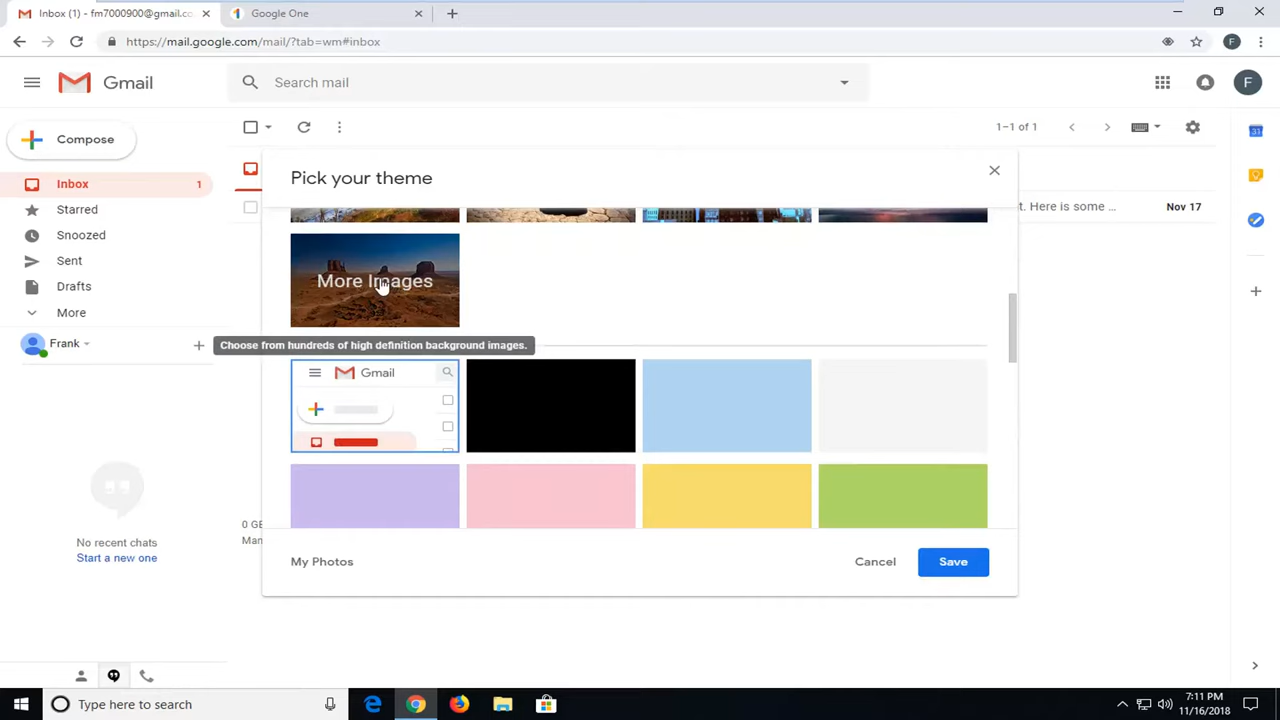 Inbox (1) - fm7000900@gmail.co
Google One
https://mail.google.com/mail/?tab=wm#inbox
F
Gmail
Search mail
F
Compose
1–1 of 1
31
Pick your theme
Inbox 1
Starred
t. Here is some ... Nov 17
Snoozed
Sent
More Images
Drafts
More
Frank
Choose from hundreds of high definition background images.
Gmail
0 GE
Man
No recent chats
Start a new one
My Photos
Cancel
Save
Type here to search
7:11 PM
11/16/2018